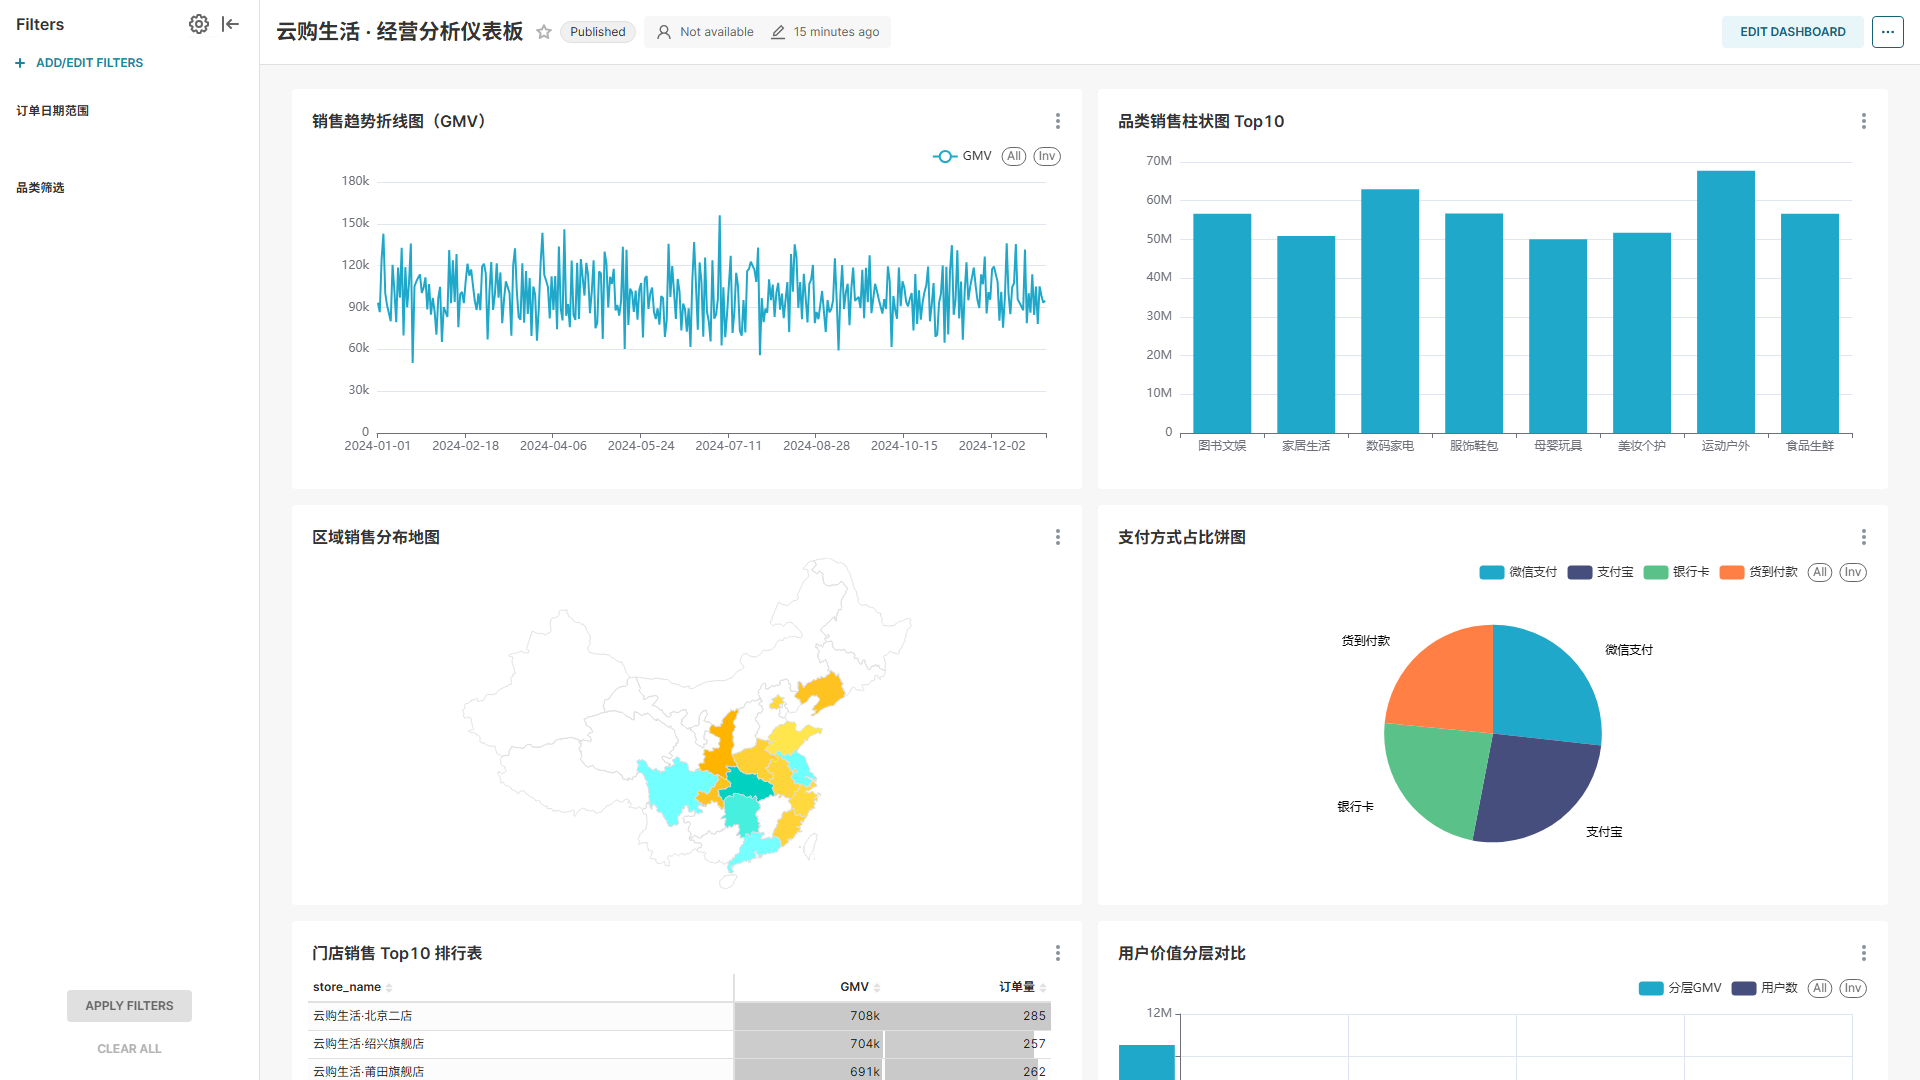 Filters
ADD/EDIT FILTERS
订单日期范围
品类筛选
APPLY FILTERS
CLEAR ALL
云购生活 · 经营分析仪表板
Published
Not available
15 minutes ago
EDIT DASHBOARD
销售趋势折线图（GMV）
GMV
All
Inv
180k
150k
120k
90k
60k
30k
0
2024-01-01
2024-02-18
2024-04-06
2024-05-24
2024-07-11
2024-08-28
2024-10-15
2024-12-02
品类销售柱状图 Top10
70M
60M
50M
40M
30M
20M
10M
0
图书文娱
家居生活
数码家电
服饰鞋包
母婴玩具
美妆个护
运动户外
食品生鲜
区域销售分布地图
支付方式占比饼图
微信支付
支付宝
银行卡
货到付款
All
Inv
货到付款
微信支付
银行卡
支付宝
门店销售 Top10 排行表
store_name GMV 订单量
云购生活·北京二店 708k 285
云购生活·绍兴旗舰店 704k 257
云购生活·莆田旗舰店 691k 262
用户价值分层对比
分层GMV
用户数
All
Inv
12M